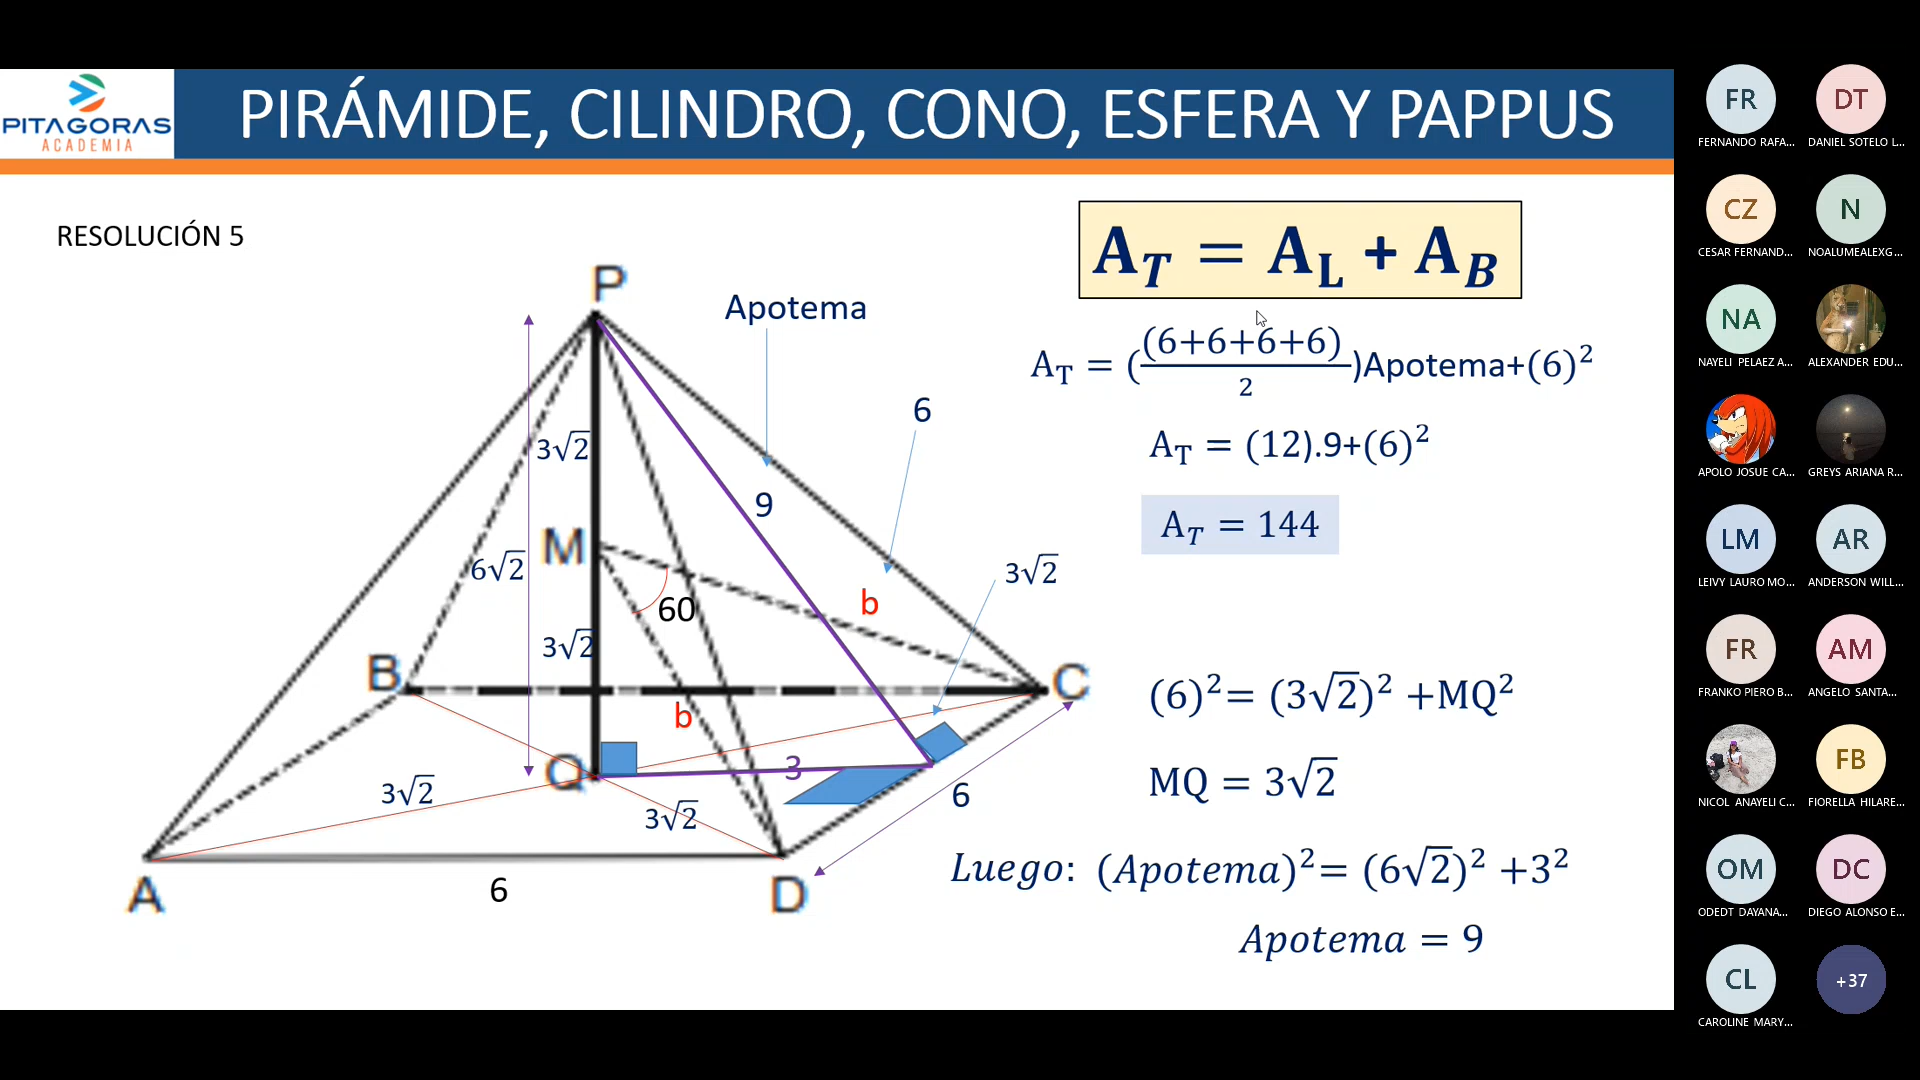 PITAGORAS
ACADEMIA
PIRÁMIDE, CILINDRO, CONO, ESFERA Y PAPPUS
RESOLUCIÓN 5
P
Apotema
6
3√2
9
M
6√2
3√2
60
b
3√2
B
C
b
Q
3
6
3√2
3√2
A
6
D
A_T = A_L + A_B
A_T = ((6+6+6+6)/2)Apotema+(6)²
A_T = (12).9+(6)²
A_T = 144
(6)²= (3√2)² +MQ²
MQ = 3√2
Luego: (Apotema)²= (6√2)² +3²
Apotema = 9
FR
FERNANDO RAFA...
DT
DANIEL SOTELO L...
CZ
CESAR FERNAND...
N
NOALUMEALEXG...
NA
NAYELI PELAEZ A...
ALEXANDER EDU...
APOLO JOSUE CA...
GREYS ARIANA R...
LM
LEIVY LAURO MO...
AR
ANDERSON WILL...
FR
FRANKO PIERO B...
AM
ANGELO SANTA...
NICOL ANAYELI C...
FB
FIORELLA HILARE...
OM
ODEDT DAYANA...
DC
DIEGO ALONSO E...
CL
CAROLINE MARY...
+37